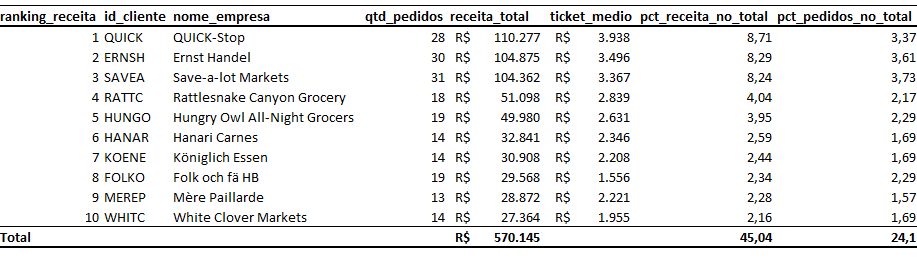 ranking_receita id_cliente nome_empresa qtd_pedidos receita_total ticket_medio pct_receita_no_total pct_pedidos_no_total
1 QUICK QUICK-Stop 28 R$ 110.277 R$ 3.938 8,71 3,37
2 ERNSH Ernst Handel 30 R$ 104.875 R$ 3.496 8,29 3,61
3 SAVEA Save-a-lot Markets 31 R$ 104.362 R$ 3.367 8,24 3,73
4 RATTC Rattlesnake Canyon Grocery 18 R$ 51.098 R$ 2.839 4,04 2,17
5 HUNGO Hungry Owl All-Night Grocers 19 R$ 49.980 R$ 2.631 3,95 2,29
6 HANAR Hanari Carnes 14 R$ 32.841 R$ 2.346 2,59 1,69
7 KOENE Königlich Essen 14 R$ 30.908 R$ 2.208 2,44 1,69
8 FOLKO Folk och fä HB 19 R$ 29.568 R$ 1.556 2,34 2,29
9 MEREP Mère Paillarde 13 R$ 28.872 R$ 2.221 2,28 1,57
10 WHITC White Clover Markets 14 R$ 27.364 R$ 1.955 2,16 1,69
Total R$ 570.145 45,04 24,1